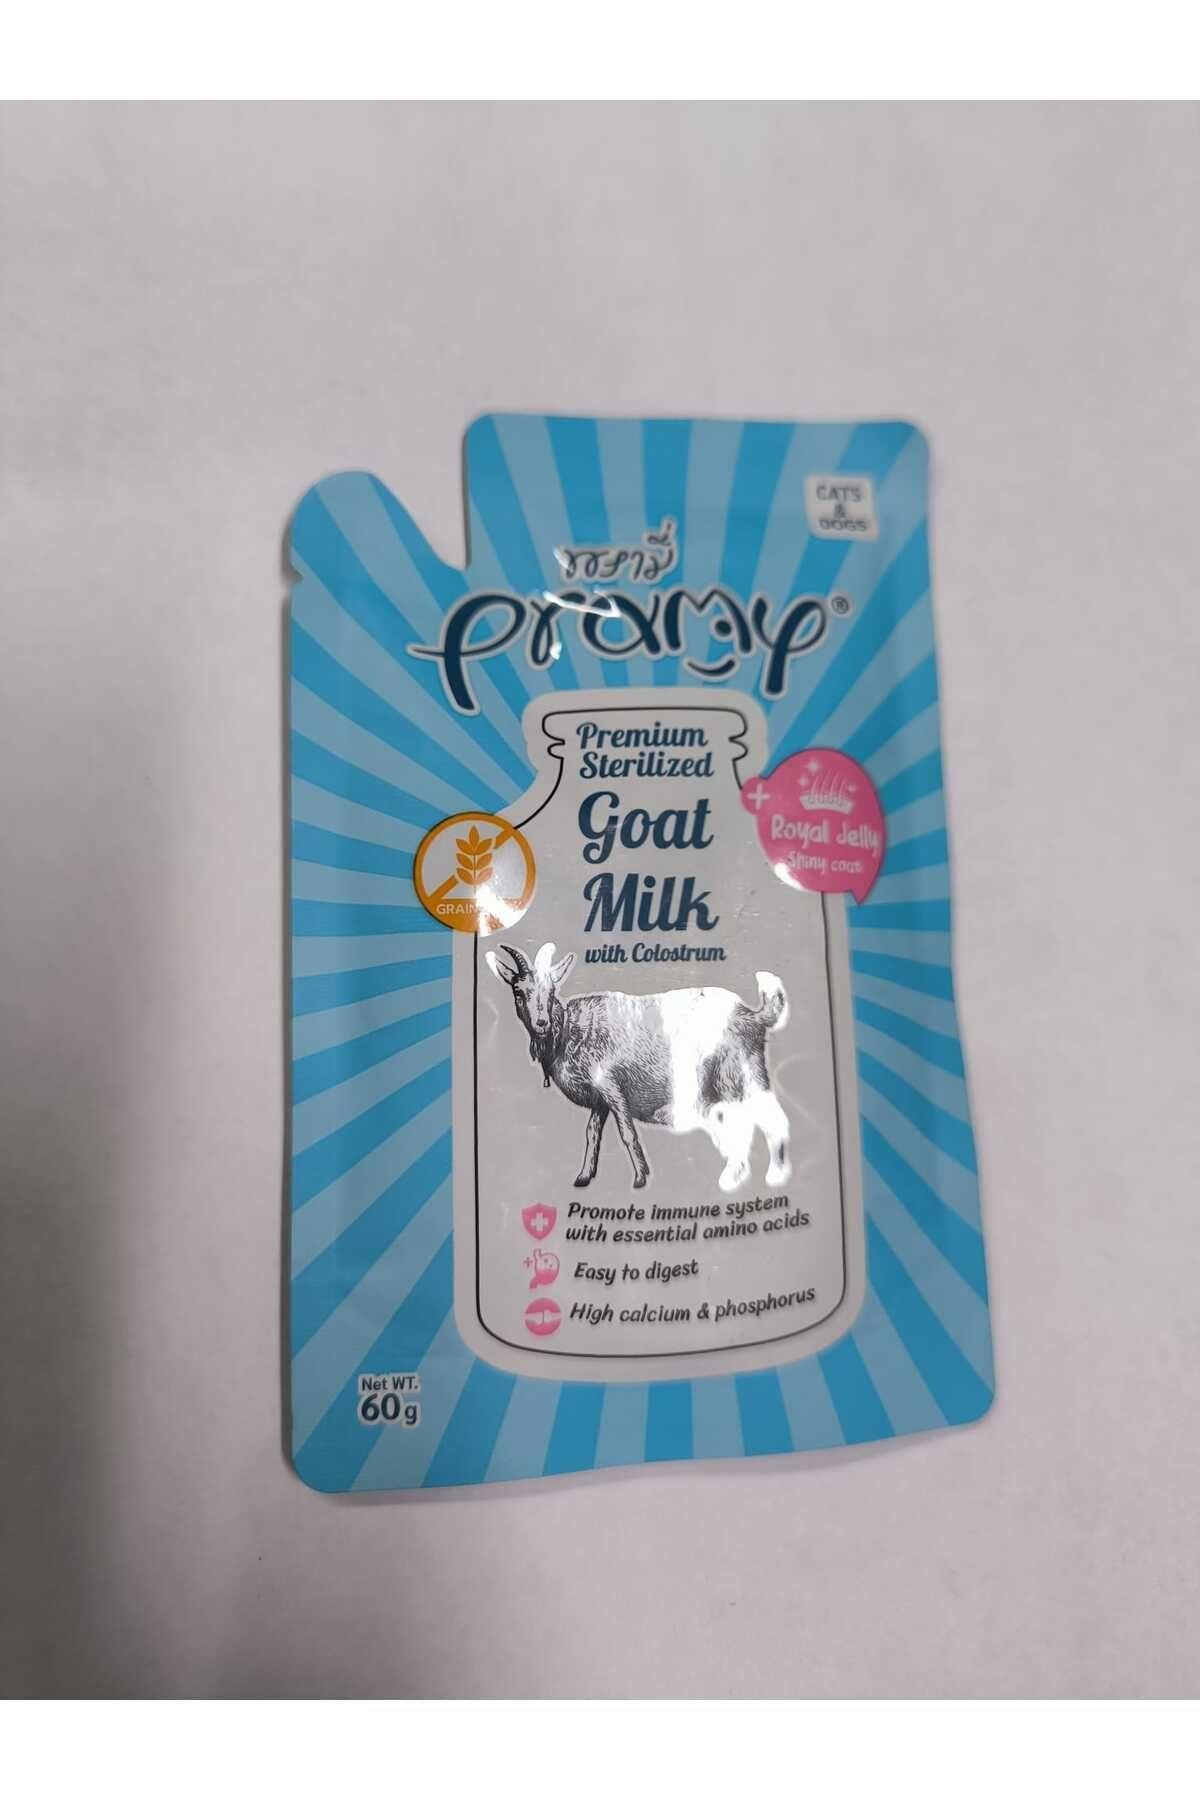 CATS
&
DOGS
พรามี่
Pramy®
Premium
Sterilized
Goat
Milk
with Colostrum
+
Royal Jelly
Shiny coat
GRAIN
Promote immune system
with essential amino acids
Easy to digest
High calcium & phosphorus
Net WT.
60g